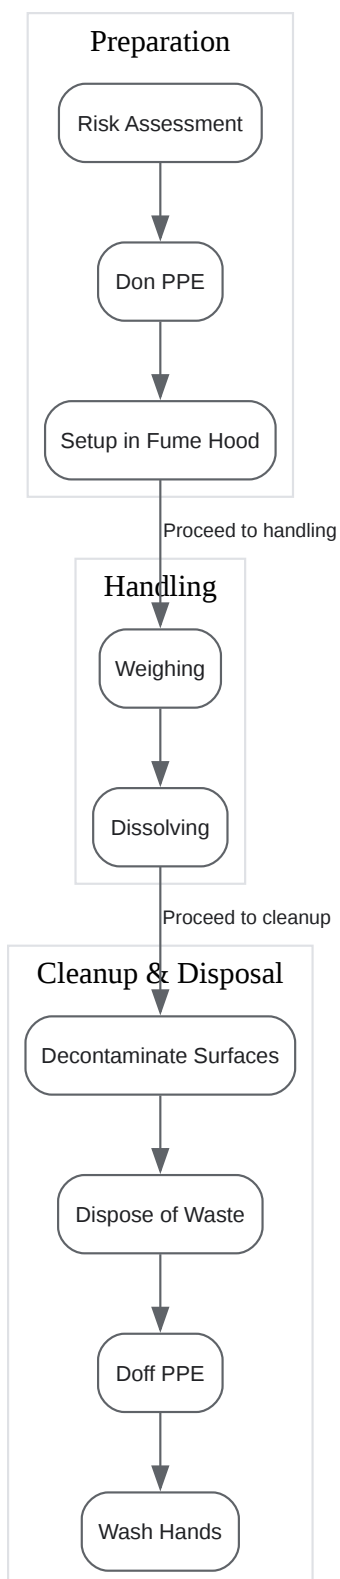 Preparation
Risk Assessment
Don PPE
Setup in Fume Hood
Proceed to handling
Handling
Weighing
Dissolving
Proceed to cleanup
Cleanup & Disposal
Decontaminate Surfaces
Dispose of Waste
Doff PPE
Wash Hands